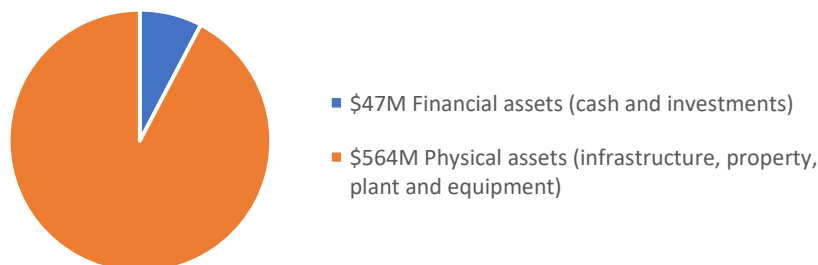 $47M Financial assets (cash and investments)
$564M Physical assets (infrastructure, property,
plant and equipment)